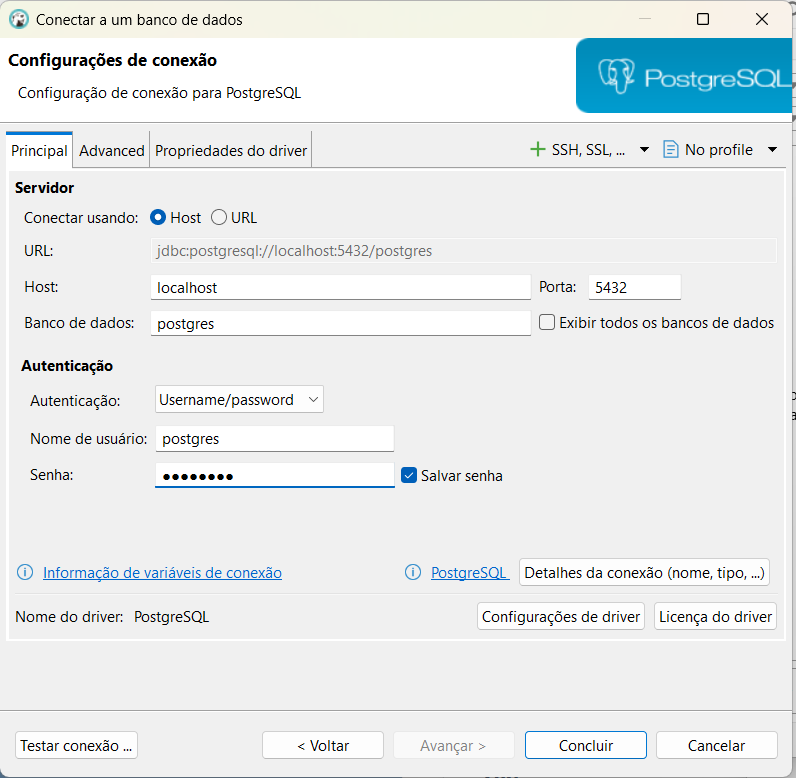 Conectar a um banco de dados
Configurações de conexão
Configuração de conexão para PostgreSQL
PostgreSQL
Principal Advanced Propriedades do driver SSH, SSL, ... No profile
Servidor
Conectar usando: Host URL
URL: jdbc:postgresql://localhost:5432/postgres
Host: localhost Porta: 5432
Banco de dados: postgres Exibir todos os bancos de dados
Autenticação
Autenticação: Username/password
Nome de usuário: postgres
Senha: ●●●●●●●● Salvar senha
Informação de variáveis de conexão PostgreSQL Detalhes da conexão (nome, tipo, ...)
Nome do driver: PostgreSQL Configurações de driver Licença do driver
Testar conexão ... < Voltar Avançar > Concluir Cancelar